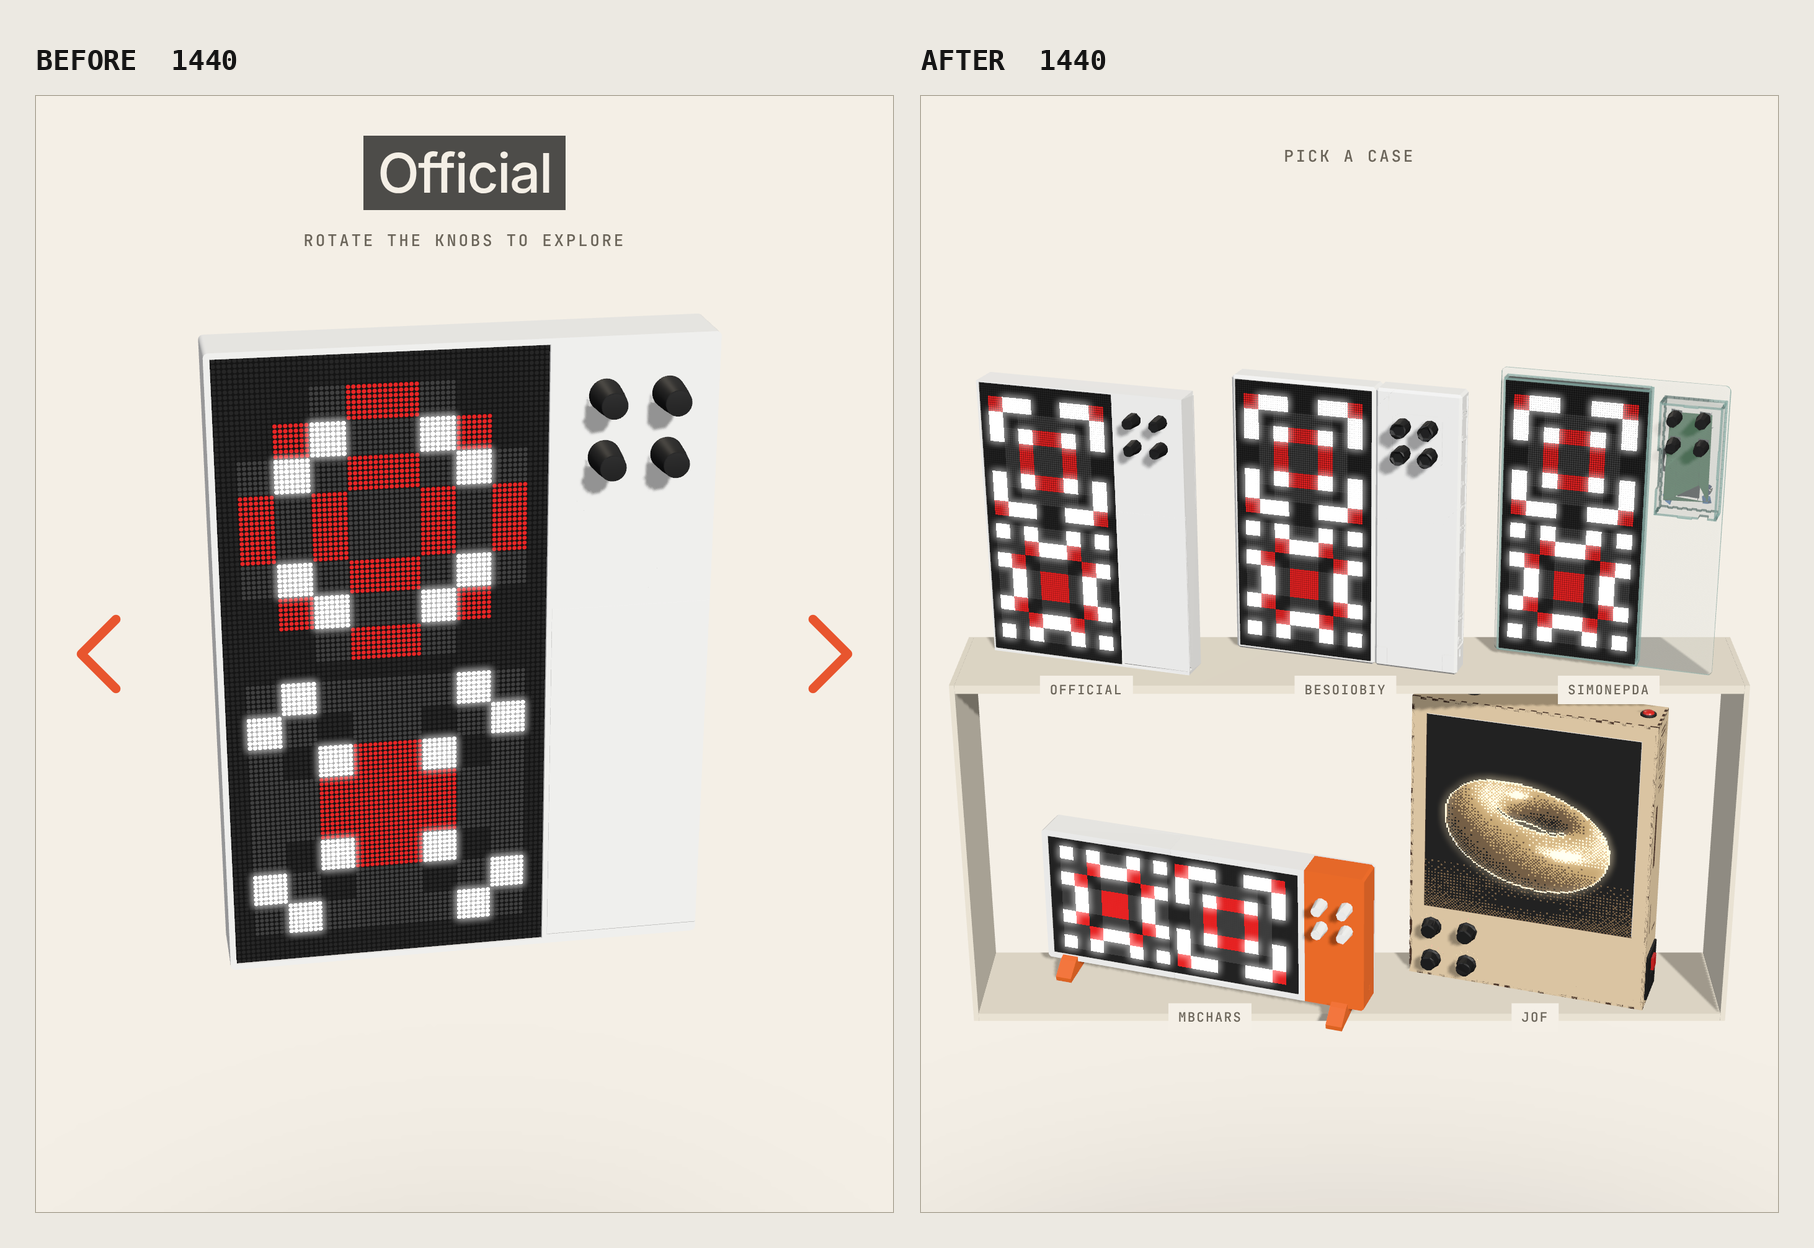 BEFORE 1440
AFTER 1440
Official
ROTATE THE KNOBS TO EXPLORE
PICK A CASE
OFFICIAL
BESOIOBIY
SIMONEPDA
MBCHARS
JOF